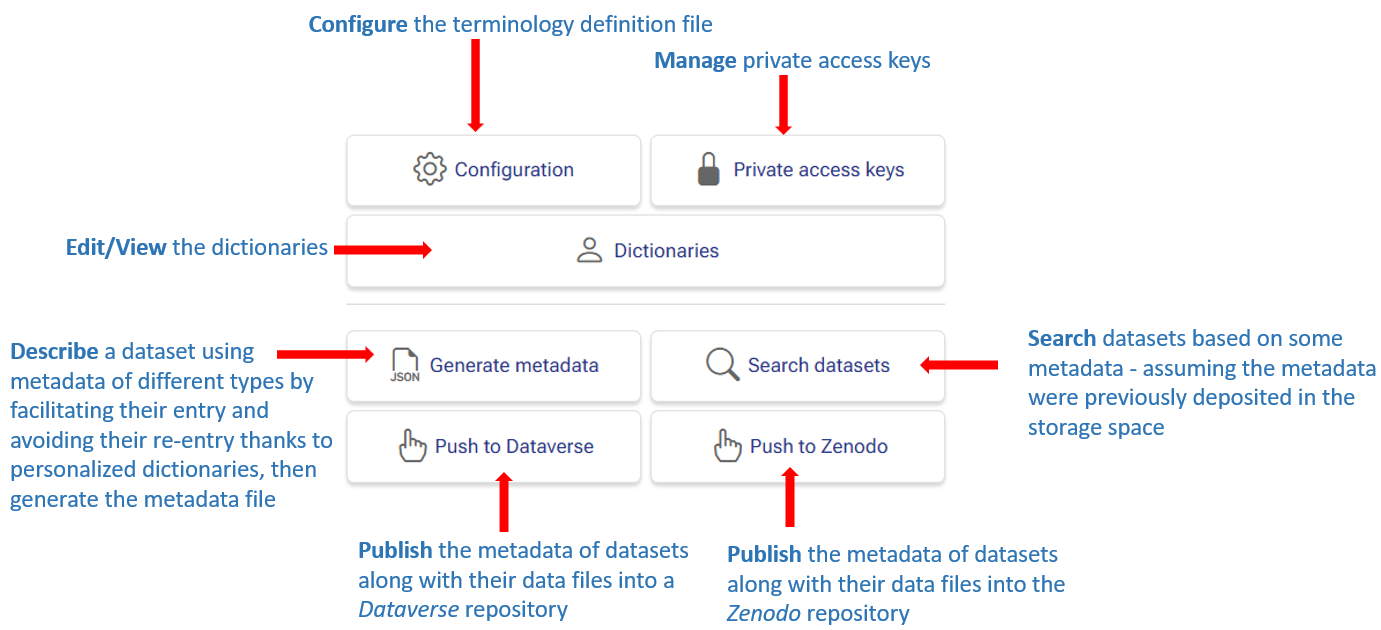 Configure the terminology definition file
Manage private access keys
Configuration
Private access keys
Edit/View the dictionaries
Dictionaries
Describe a dataset using
metadata of different types by
facilitating their entry and
avoiding their re-entry thanks to
personalized dictionaries, then
generate the metadata file
JSON
Generate metadata
Search datasets
Search datasets based on some
metadata - assuming the metadata
were previously deposited in the
storage space
Push to Dataverse
Push to Zenodo
Publish the metadata of datasets
along with their data files into a
Dataverse repository
Publish the metadata of datasets
along with their data files into the
Zenodo repository